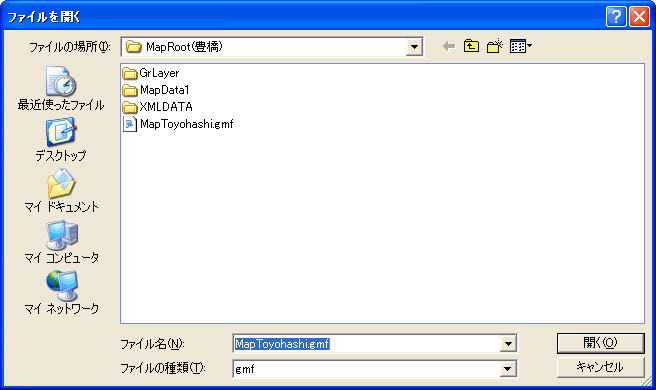 ファイルを開く
ファイルの場所(I):
MapRoot(豊橋)
最近使ったファイル
デスクトップ
マイ ドキュメント
マイ コンピュータ
マイ ネットワーク
GrLayer
MapData1
XMLDATA
MapToyohashi.gmf
ファイル名(N):
MapToyohashi.gmf
開く(O)
ファイルの種類(T):
gmf
キャンセル